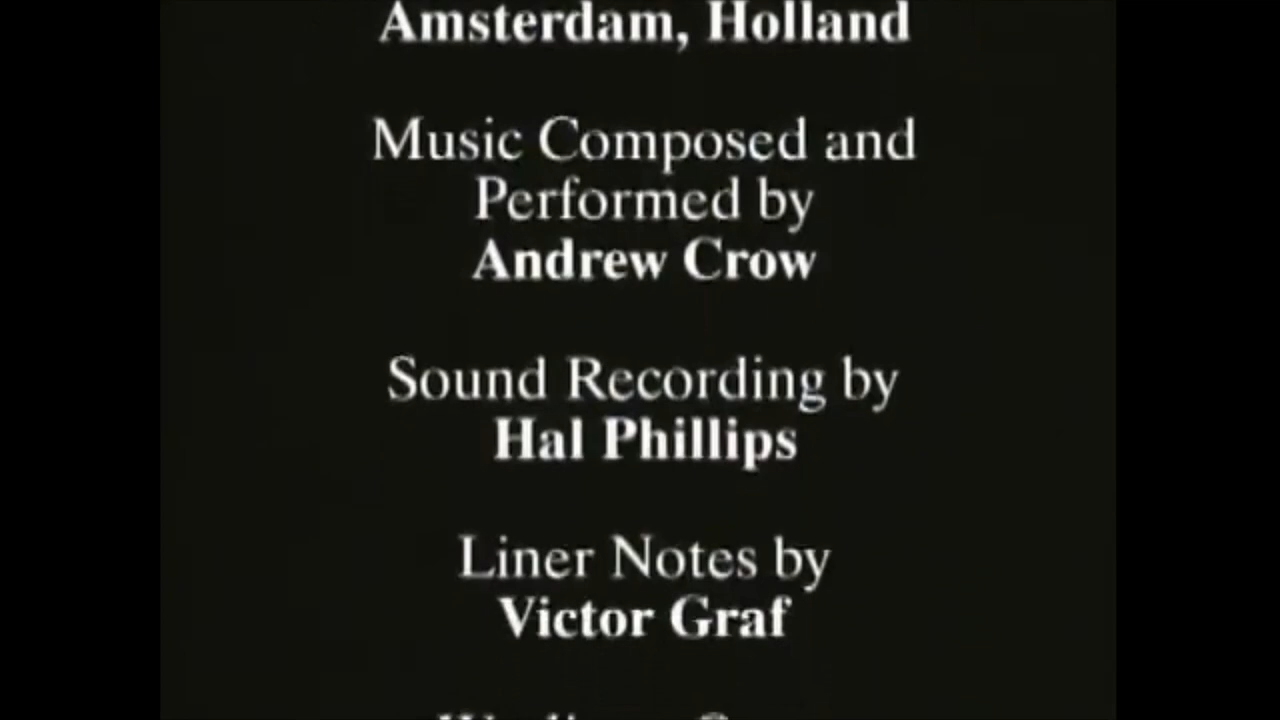 Amsterdam, Holland
Music Composed and
Performed by
Andrew Crow
Sound Recording by
Hal Phillips
Liner Notes by
Victor Graf